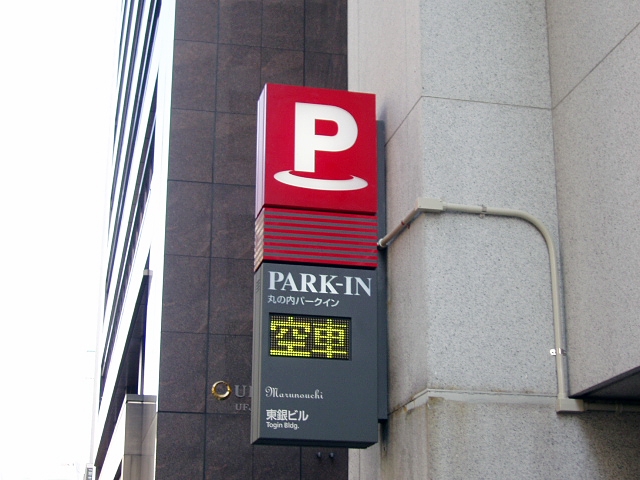 P
PARK-IN
丸の内パークイン
空車
Marunouchi
東銀ビル
Togin Bldg.